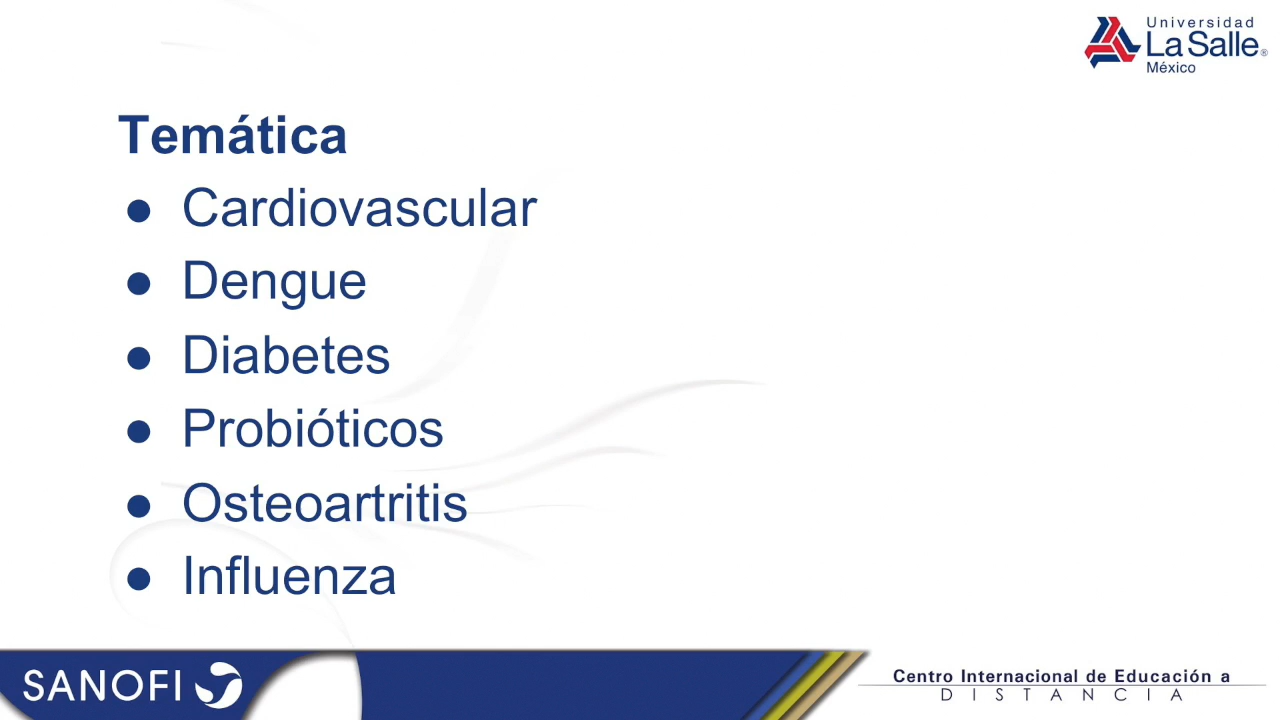 Universidad
La Salle®
México
Temática
● Cardiovascular
● Dengue
● Diabetes
● Probióticos
● Osteoartritis
● Influenza
SANOFI
Centro Internacional de Educación a
DISTANCIA